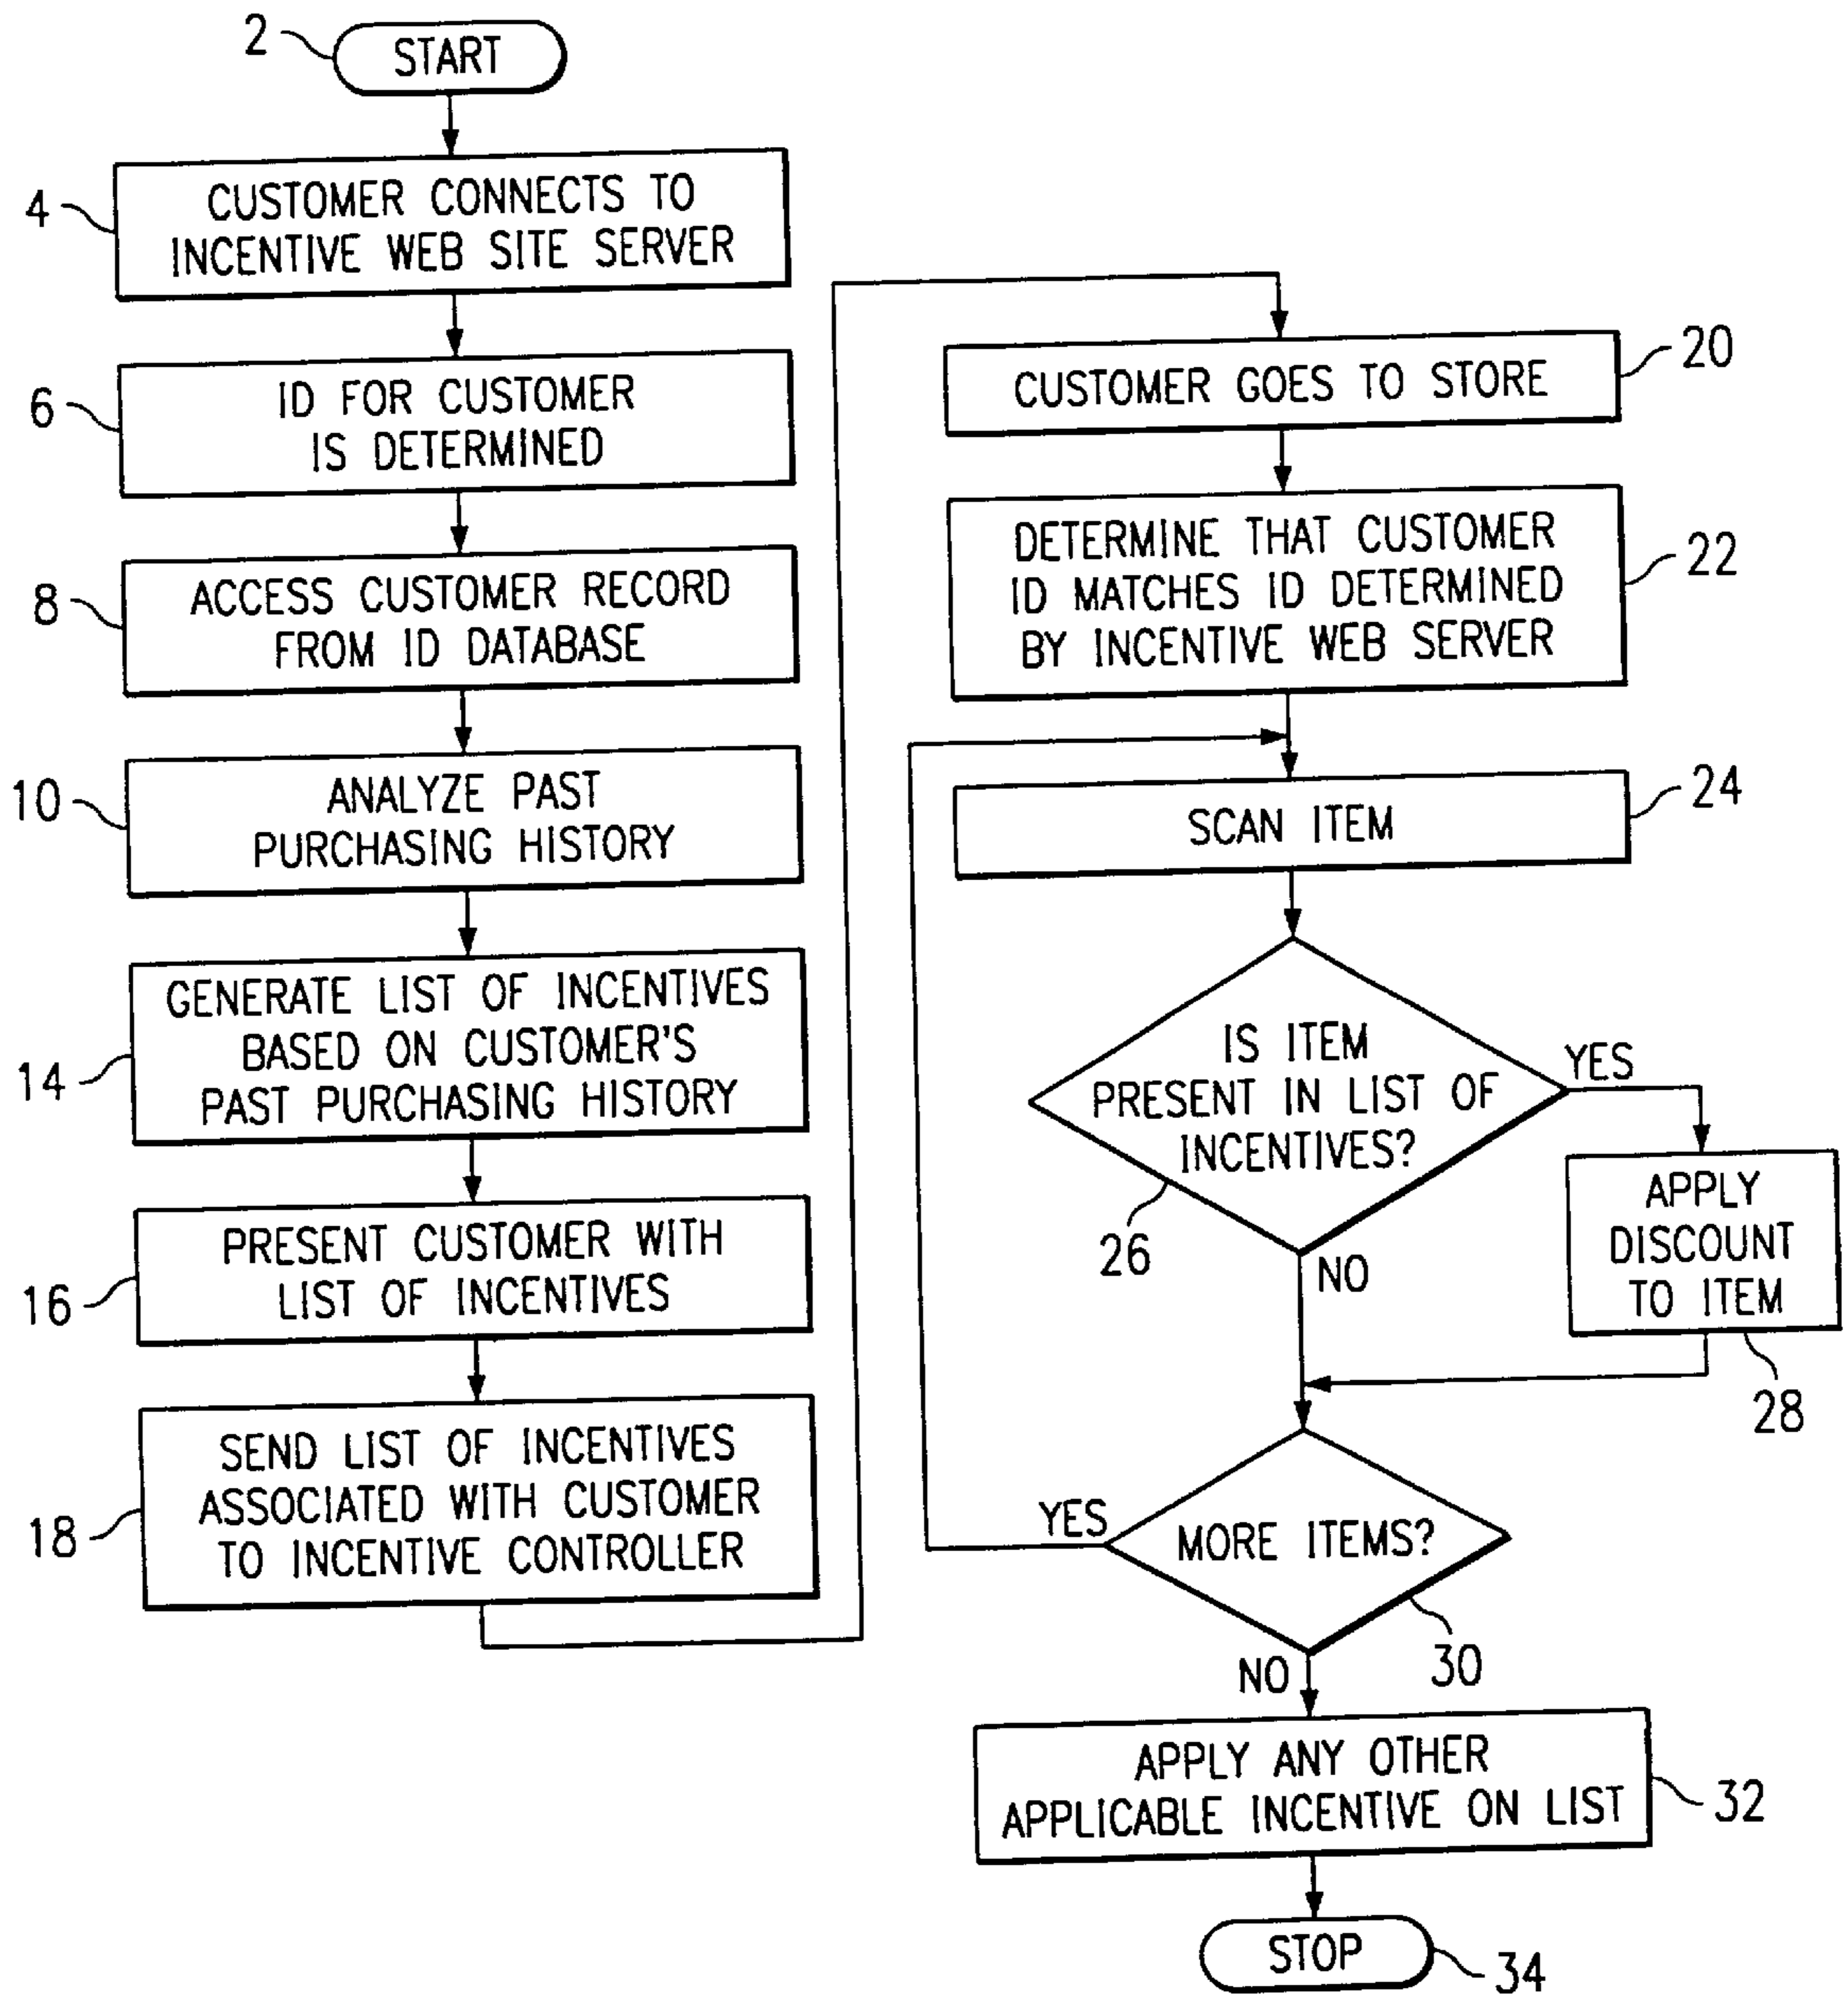 2
START
4
CUSTOMER CONNECTS TO
INCENTIVE WEB SITE SERVER
6
ID FOR CUSTOMER
IS DETERMINED
8
ACCESS CUSTOMER RECORD
FROM ID DATABASE
10
ANALYZE PAST
PURCHASING HISTORY
14
GENERATE LIST OF INCENTIVES
BASED ON CUSTOMER'S
PAST PURCHASING HISTORY
16
PRESENT CUSTOMER WITH
LIST OF INCENTIVES
18
SEND LIST OF INCENTIVES
ASSOCIATED WITH CUSTOMER
TO INCENTIVE CONTROLLER
CUSTOMER GOES TO STORE
20
DETERMINE THAT CUSTOMER
ID MATCHES ID DETERMINED
BY INCENTIVE WEB SERVER
22
SCAN ITEM
24
IS ITEM
PRESENT IN LIST OF
INCENTIVES?
26
YES
NO
APPLY
DISCOUNT
TO ITEM
28
MORE ITEMS?
YES
30
NO
APPLY ANY OTHER
APPLICABLE INCENTIVE ON LIST
32
STOP
34